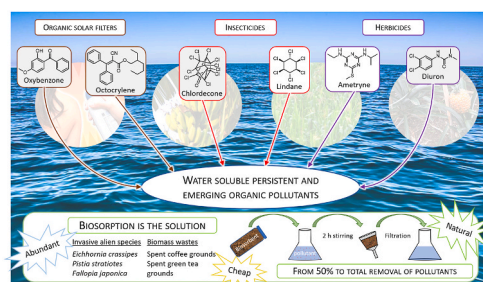 ORGANIC SOLAR FILTERS
INSECTICIDES
HERBICIDES
Oxybenzone
Octocrylene
Chlordecone
Lindane
Ametryne
Diuron
WATER SOLUBLE PERSISTENT AND
EMERGING ORGANIC POLLUTANTS
BIOSORPTION IS THE SOLUTION
Abundant
Invasive alien species
Eichhornia crassipes
Pistia stratiotes
Fallopia japonica
Biomass wastes
Spent coffee grounds
Spent green tea
grounds
Cheap
Biosorbent
pollution
2 h stirring
Filtration
Natural
FROM 50% TO TOTAL REMOVAL OF POLLUTANTS